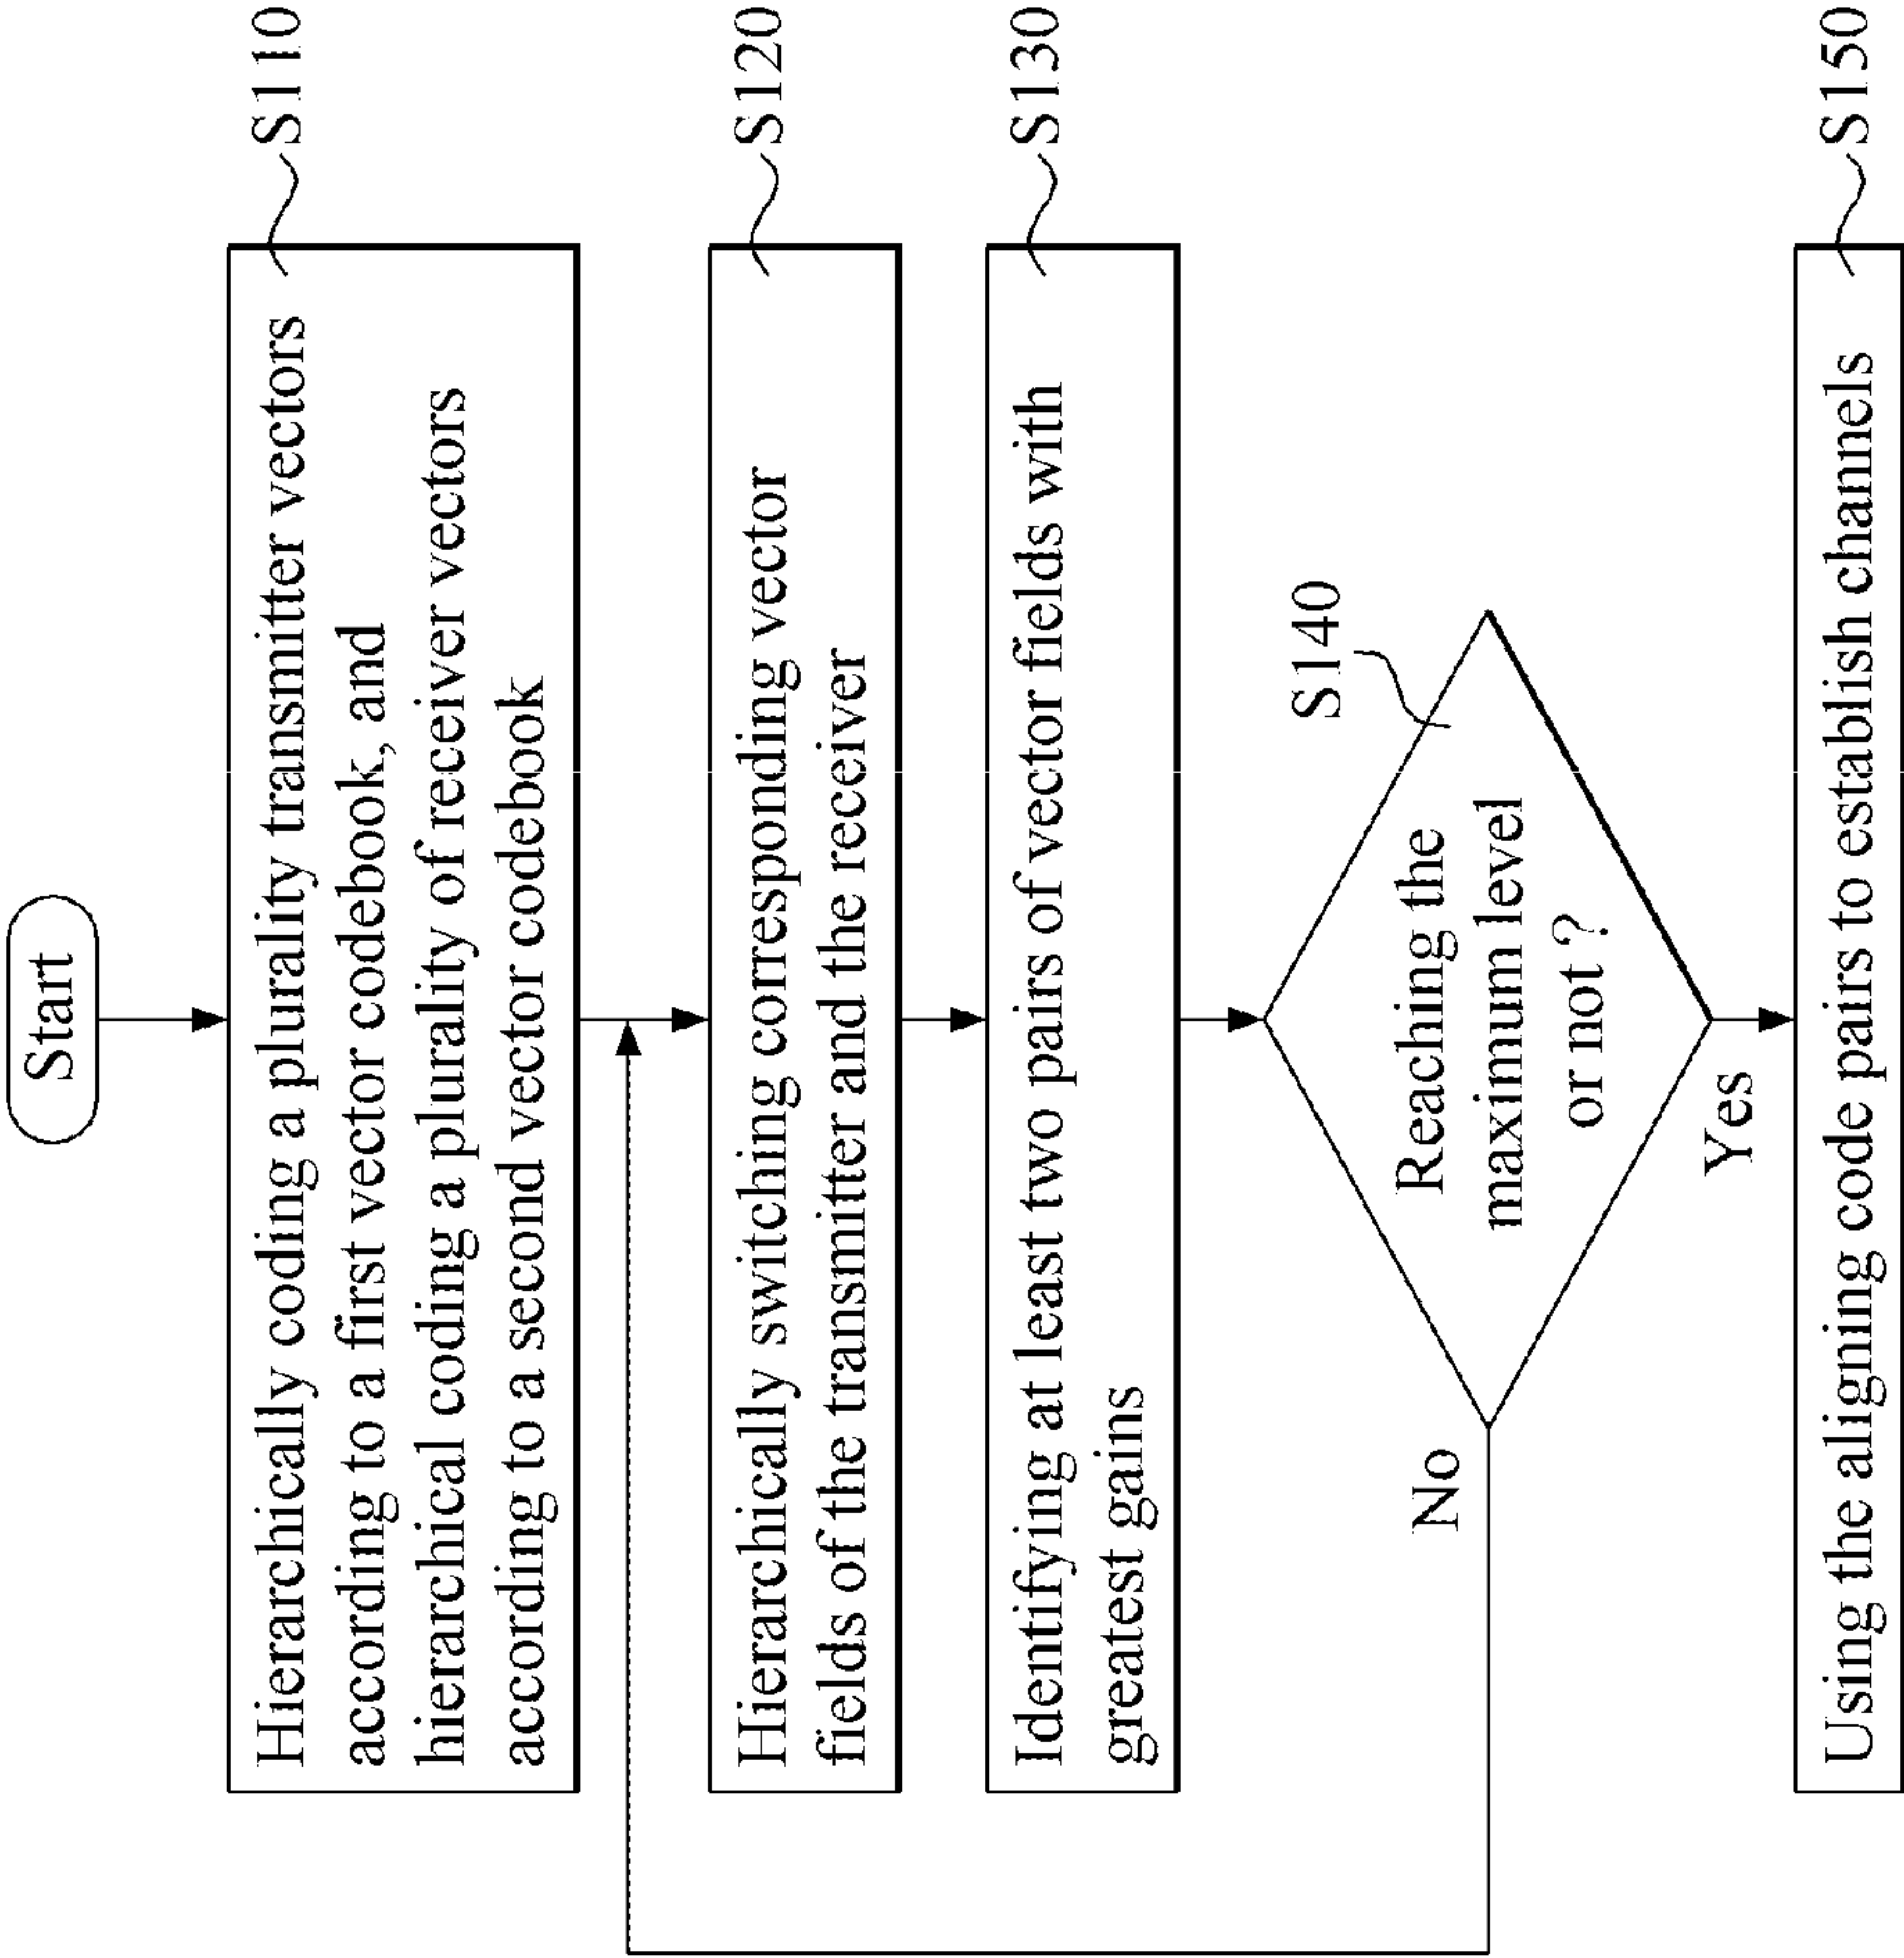 Start
Hierarchically coding a plurality transmitter vectors
according to a first vector codebook, and
hierarchical coding a plurality of receiver vectors
according to a second vector codebook
S110
Hierarchically switching corresponding vector
fields of the transmitter and the receiver
S120
Identifying at least two pairs of vector fields with
greatest gains
S130
Reaching the
maximum level
or not ?
S140
No
Yes
Using the aligning code pairs to establish channels
S150